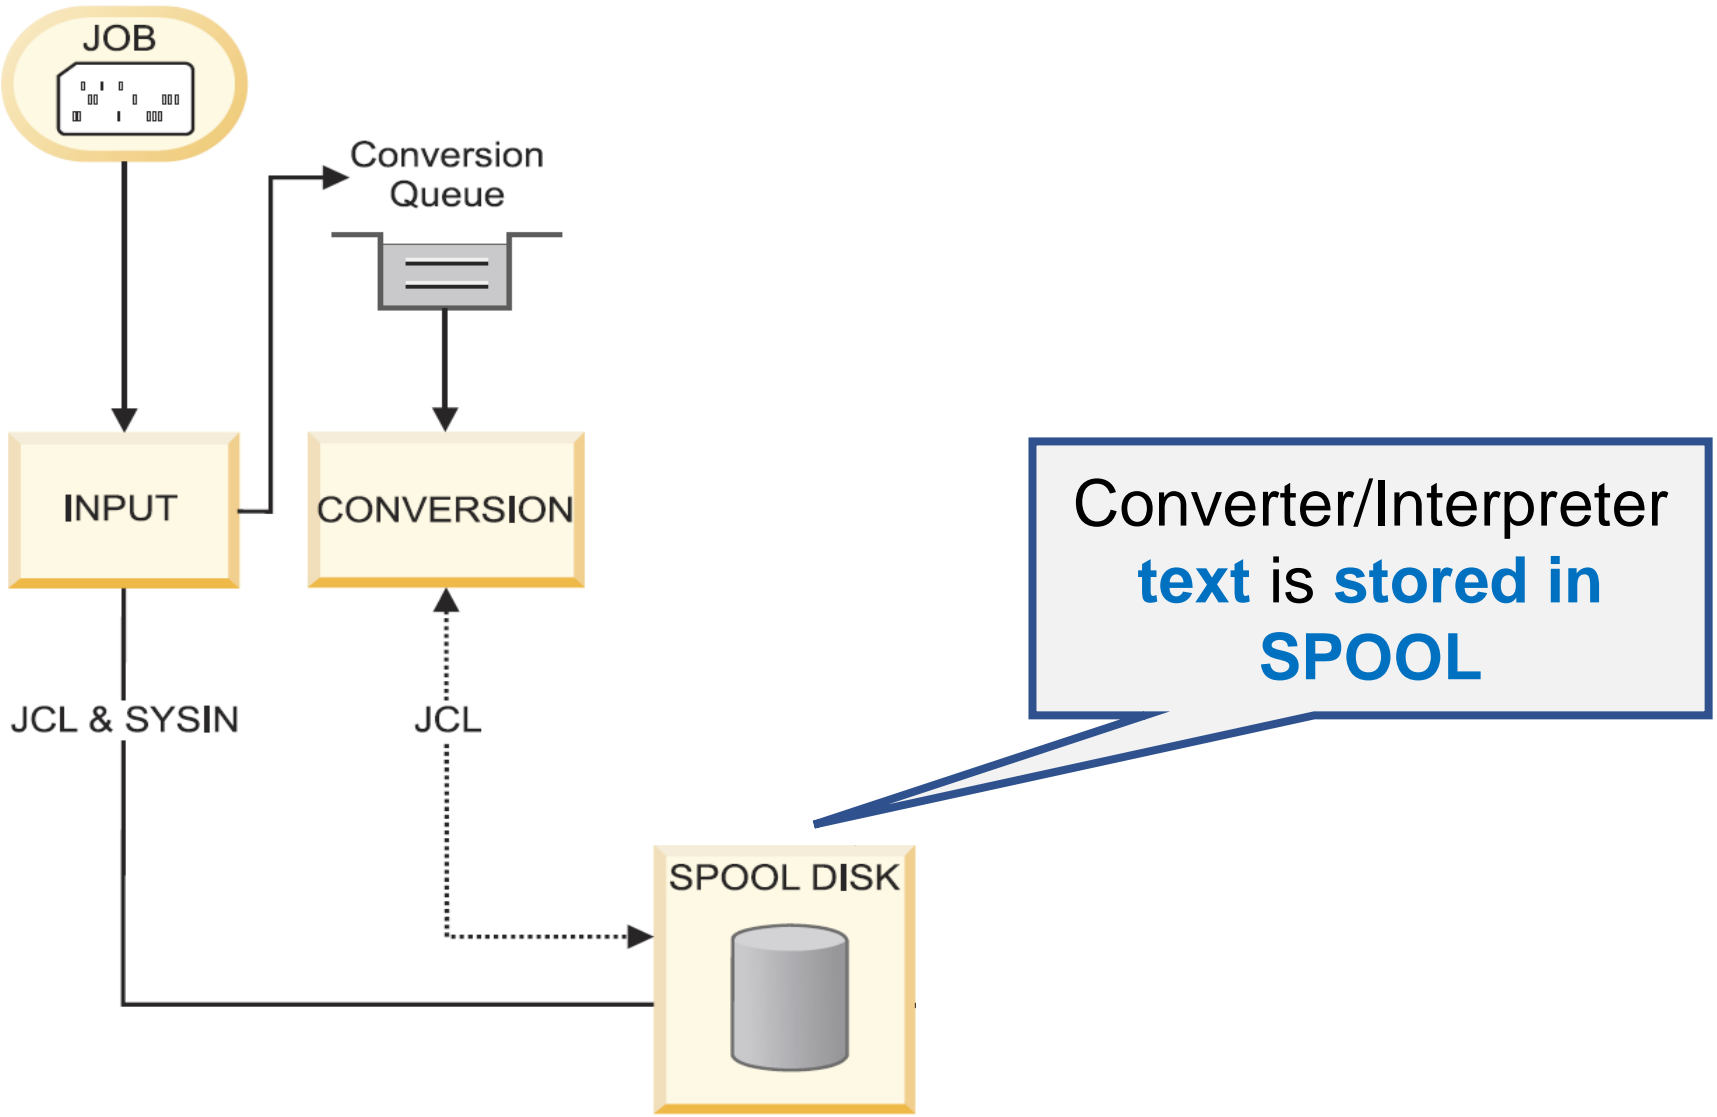 JOB
Conversion
Queue
INPUT
CONVERSION
Converter/Interpreter
text is stored in
SPOOL
JCL & SYSIN
JCL
SPOOL DISK